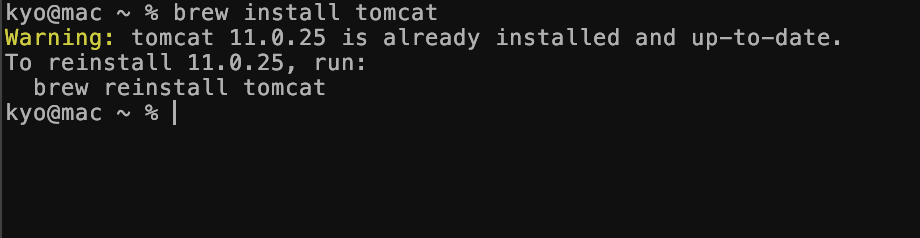 kyo@mac ~ % brew install tomcat
Warning: tomcat 11.0.25 is already installed and up-to-date.
To reinstall 11.0.25, run:
  brew reinstall tomcat
kyo@mac ~ %